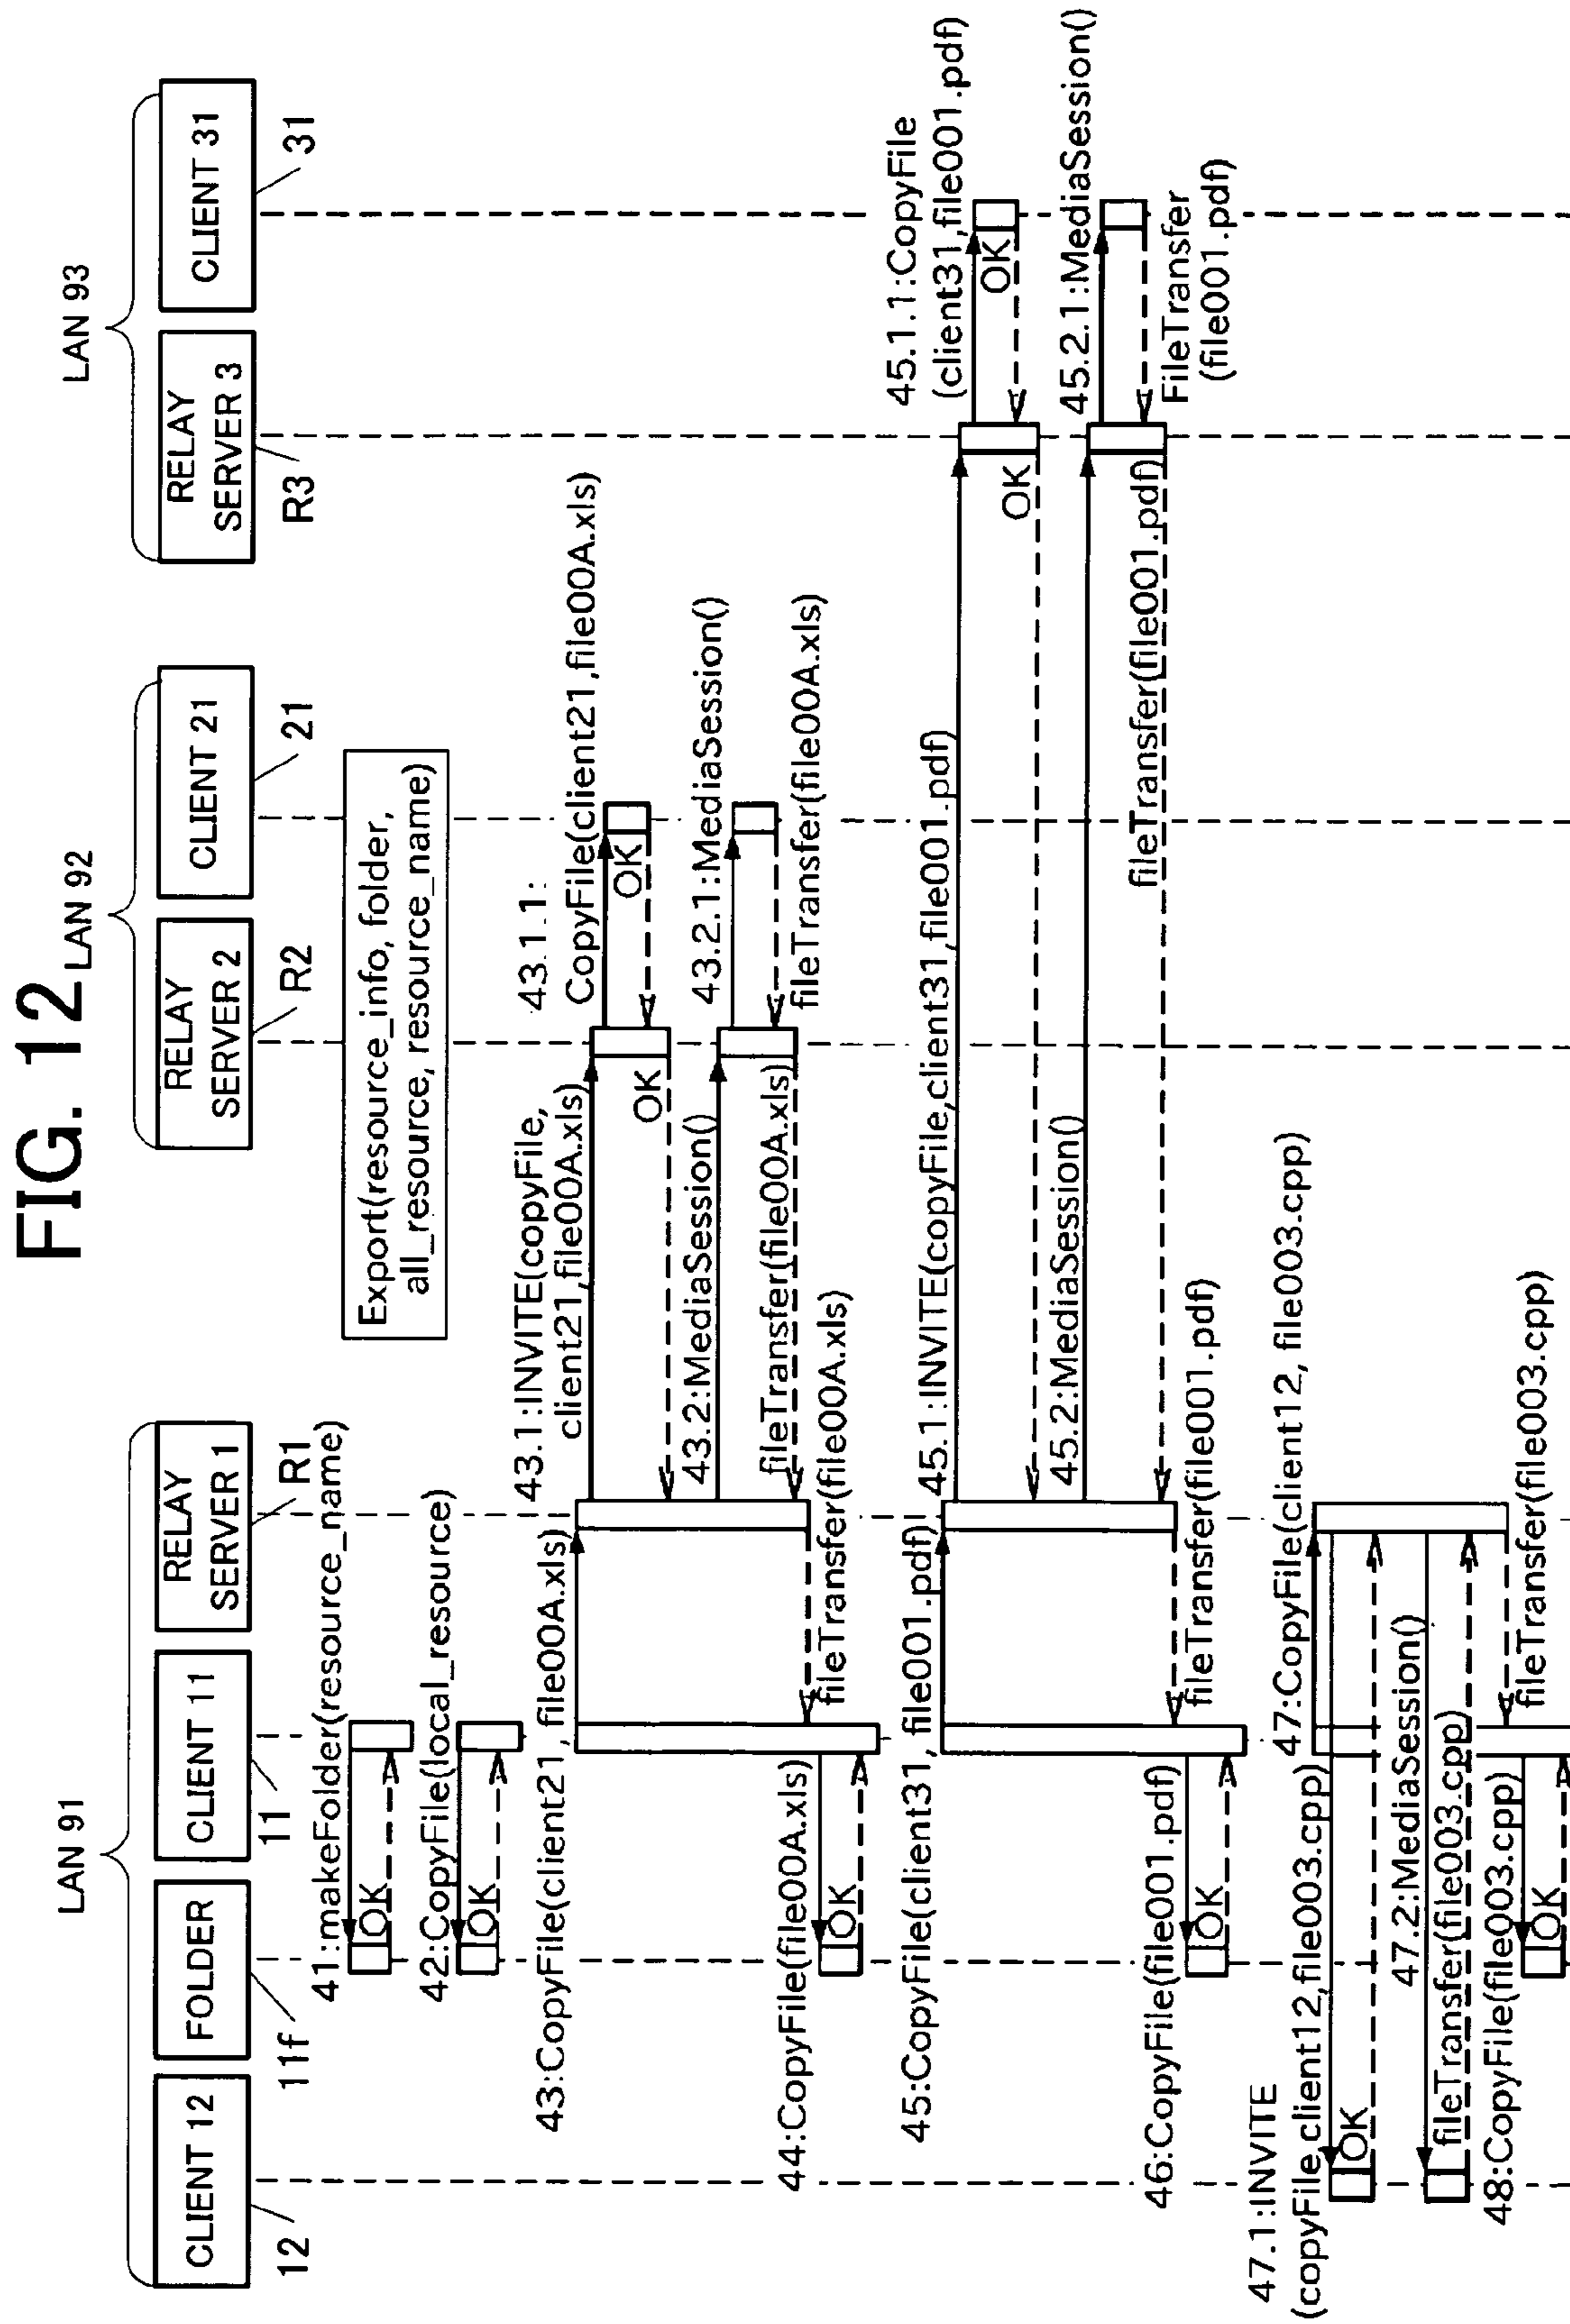 FIG. 12
LAN 91
LAN 92
LAN 93
CLIENT 12
FOLDER
CLIENT 11
RELAY
SERVER 1
RELAY
SERVER 2
CLIENT 21
RELAY
SERVER 3
CLIENT 31
12
11f
11
R1
R2
21
R3
31
Export(resource_info, folder,
all_resource, resource_name)
41:makeFolder(resource_name)
OK
42:CopyFile(local_resource)
OK
43:CopyFile(client21,file00A.xls)
43.1:INVITE(copyFile,
client21,file00A.xls)
43.1.1:
CopyFile(client21,file00A.xls)
OK
OK
43.2:MediaSession()
43.2.1:MediaSession()
fileTransfer(file00A.xls)
fileTransfer(file00A.xls)
fileTransfer(file00A.xls)
44:CopyFile(file00A.xls)
OK
45:CopyFile(client31,file001.pdf)
45.1:INVITE(copyFile,client31,file001.pdf)
45.1.1:CopyFile
(client31,file001.pdf)
OK
OK
45.2:MediaSession()
45.2.1:MediaSession()
FileTransfer
(file001.pdf)
fileTransfer(file001.pdf)
fileTransfer(file001.pdf)
46:CopyFile(file001.pdf)
OK
47:CopyFile(client12, file003.cpp)
47.1:INVITE
(copyFile,client12,file003.cpp)
OK
47.2:MediaSession()
fileTransfer(file003.cpp)
fileTransfer(file003.cpp)
48:CopyFile(file003.cpp)
OK